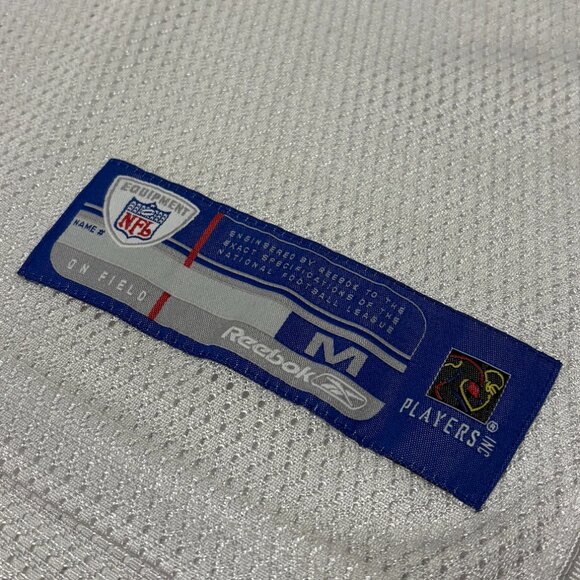 EQUIPMENT
NFL
NAME #
ENGINEERED BY REEBOK TO THE
EXACT SPECIFICATIONS OF THE
NATIONAL FOOTBALL LEAGUE
ON FIELD
M
Reebok
PLAYERS INC®